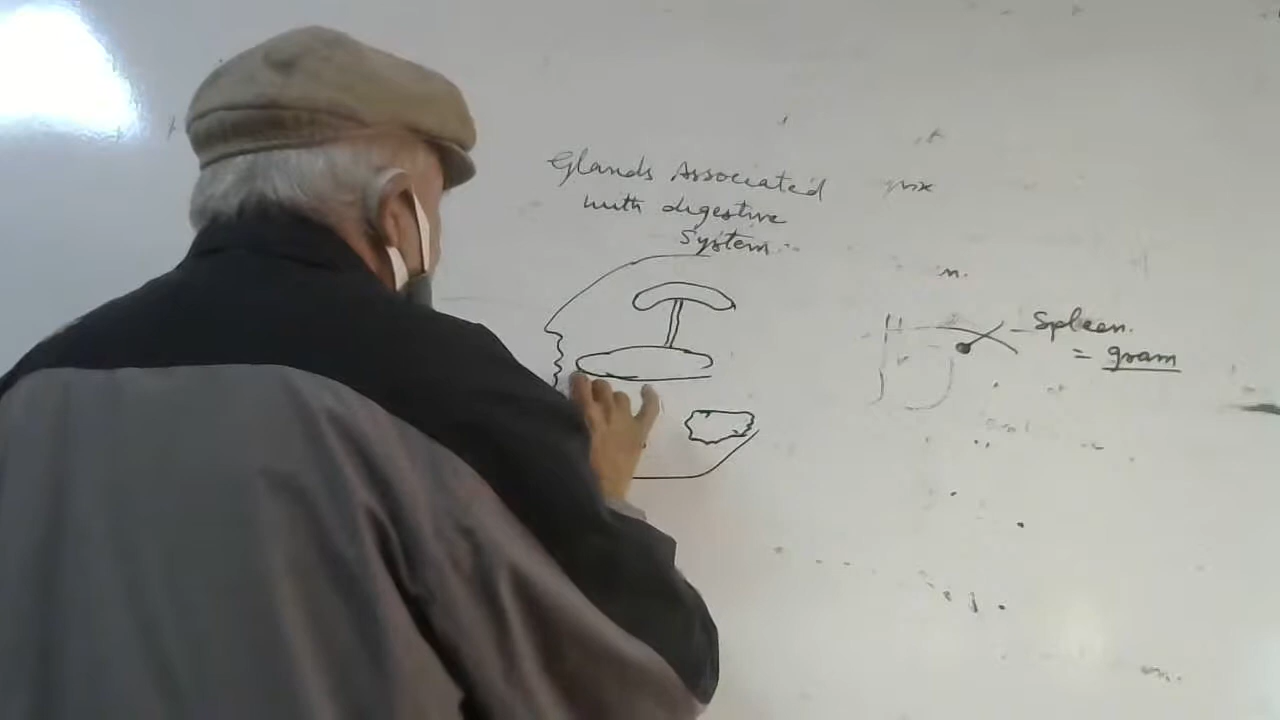 Glands Associated
with digestive
System.
Spleen.
= gram